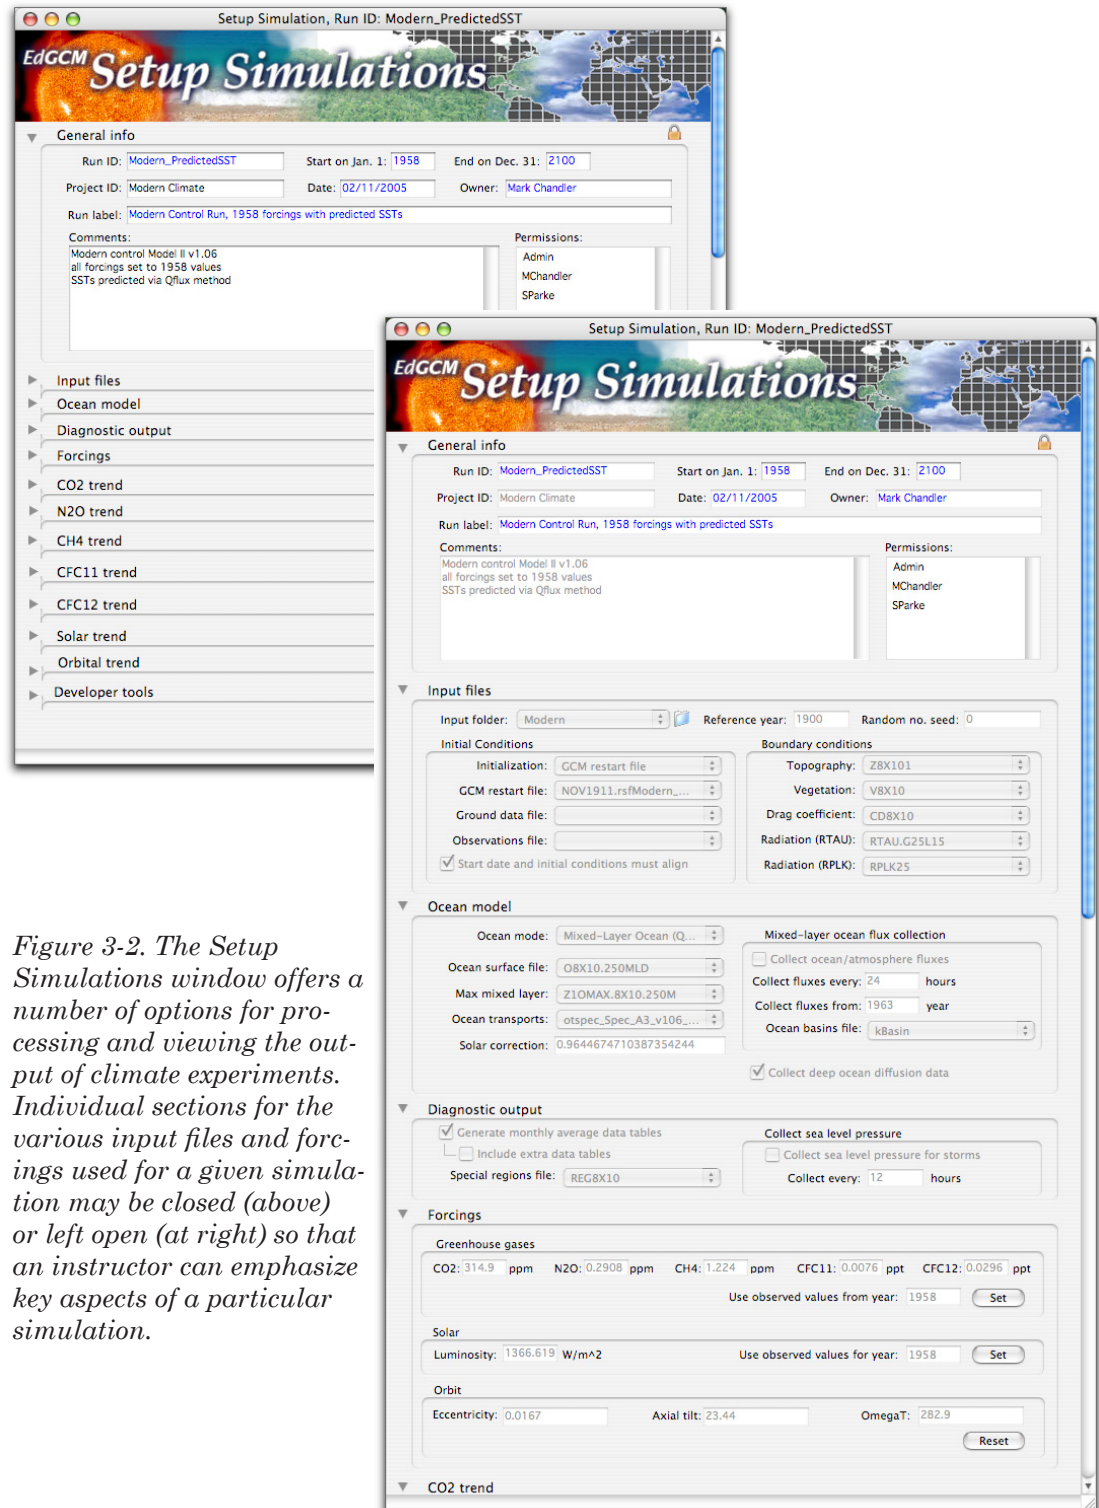 Setup Simulation, Run ID: Modern_PredictedSST
EdGCM Setup Simulations
General info
Run ID: Modern_PredictedSST Start on Jan. 1: 1958 End on Dec. 31: 2100
Project ID: Modern Climate Date: 02/11/2005 Owner: Mark Chandler
Run label: Modern Control Run, 1958 forcings with predicted SSTs
Comments: Permissions:
Modern control Model II v1.06
all forcings set to 1958 values
SSTs predicted via Qflux method
Admin
MChandler
SParke
Input files
Ocean model
Diagnostic output
Forcings
CO2 trend
N2O trend
CH4 trend
CFC11 trend
CFC12 trend
Solar trend
Orbital trend
Developer tools
Setup Simulation, Run ID: Modern_PredictedSST
EdGCM Setup Simulations
General info
Run ID: Modern_PredictedSST Start on Jan. 1: 1958 End on Dec. 31: 2100
Project ID: Modern Climate Date: 02/11/2005 Owner: Mark Chandler
Run label: Modern Control Run, 1958 forcings with predicted SSTs
Comments: Permissions:
Modern control Model II v1.06
all forcings set to 1958 values
SSTs predicted via Qflux method
Admin
MChandler
SParke
Input files
Input folder: Modern Reference year: 1900 Random no. seed: 0
Initial Conditions
Initialization: GCM restart file
GCM restart file: NOV1911.rsfModern_...
Ground data file:
Observations file:
Start date and initial conditions must align
Boundary conditions
Topography: Z8X101
Vegetation: V8X10
Drag coefficient: CD8X10
Radiation (RTAU): RTAU.G25L15
Radiation (RPLK): RPLK25
Ocean model
Ocean mode: Mixed-Layer Ocean (Q...
Ocean surface file: O8X10.250MLD
Max mixed layer: Z1OMAX.8X10.250M
Ocean transports: otspec_Spec_A3_v106_...
Solar correction: 0.9644674710387354244
Mixed-layer ocean flux collection
Collect ocean/atmosphere fluxes
Collect fluxes every: 24 hours
Collect fluxes from: 1963 year
Ocean basins file: kBasin
Collect deep ocean diffusion data
Diagnostic output
Generate monthly average data tables
Include extra data tables
Special regions file: REG8X10
Collect sea level pressure
Collect sea level pressure for storms
Collect every: 12 hours
Forcings
Greenhouse gases
CO2: 314.9 ppm N2O: 0.2908 ppm CH4: 1.224 ppm CFC11: 0.0076 ppt CFC12: 0.0296 ppt
Use observed values from year: 1958 Set
Solar
Luminosity: 1366.619 W/m^2 Use observed values for year: 1958 Set
Orbit
Eccentricity: 0.0167 Axial tilt: 23.44 OmegaT: 282.9
Reset
CO2 trend
Figure 3-2. The Setup
Simulations window offers a
number of options for pro-
cessing and viewing the out-
put of climate experiments.
Individual sections for the
various input files and forc-
ings used for a given simula-
tion may be closed (above)
or left open (at right) so that
an instructor can emphasize
key aspects of a particular
simulation.